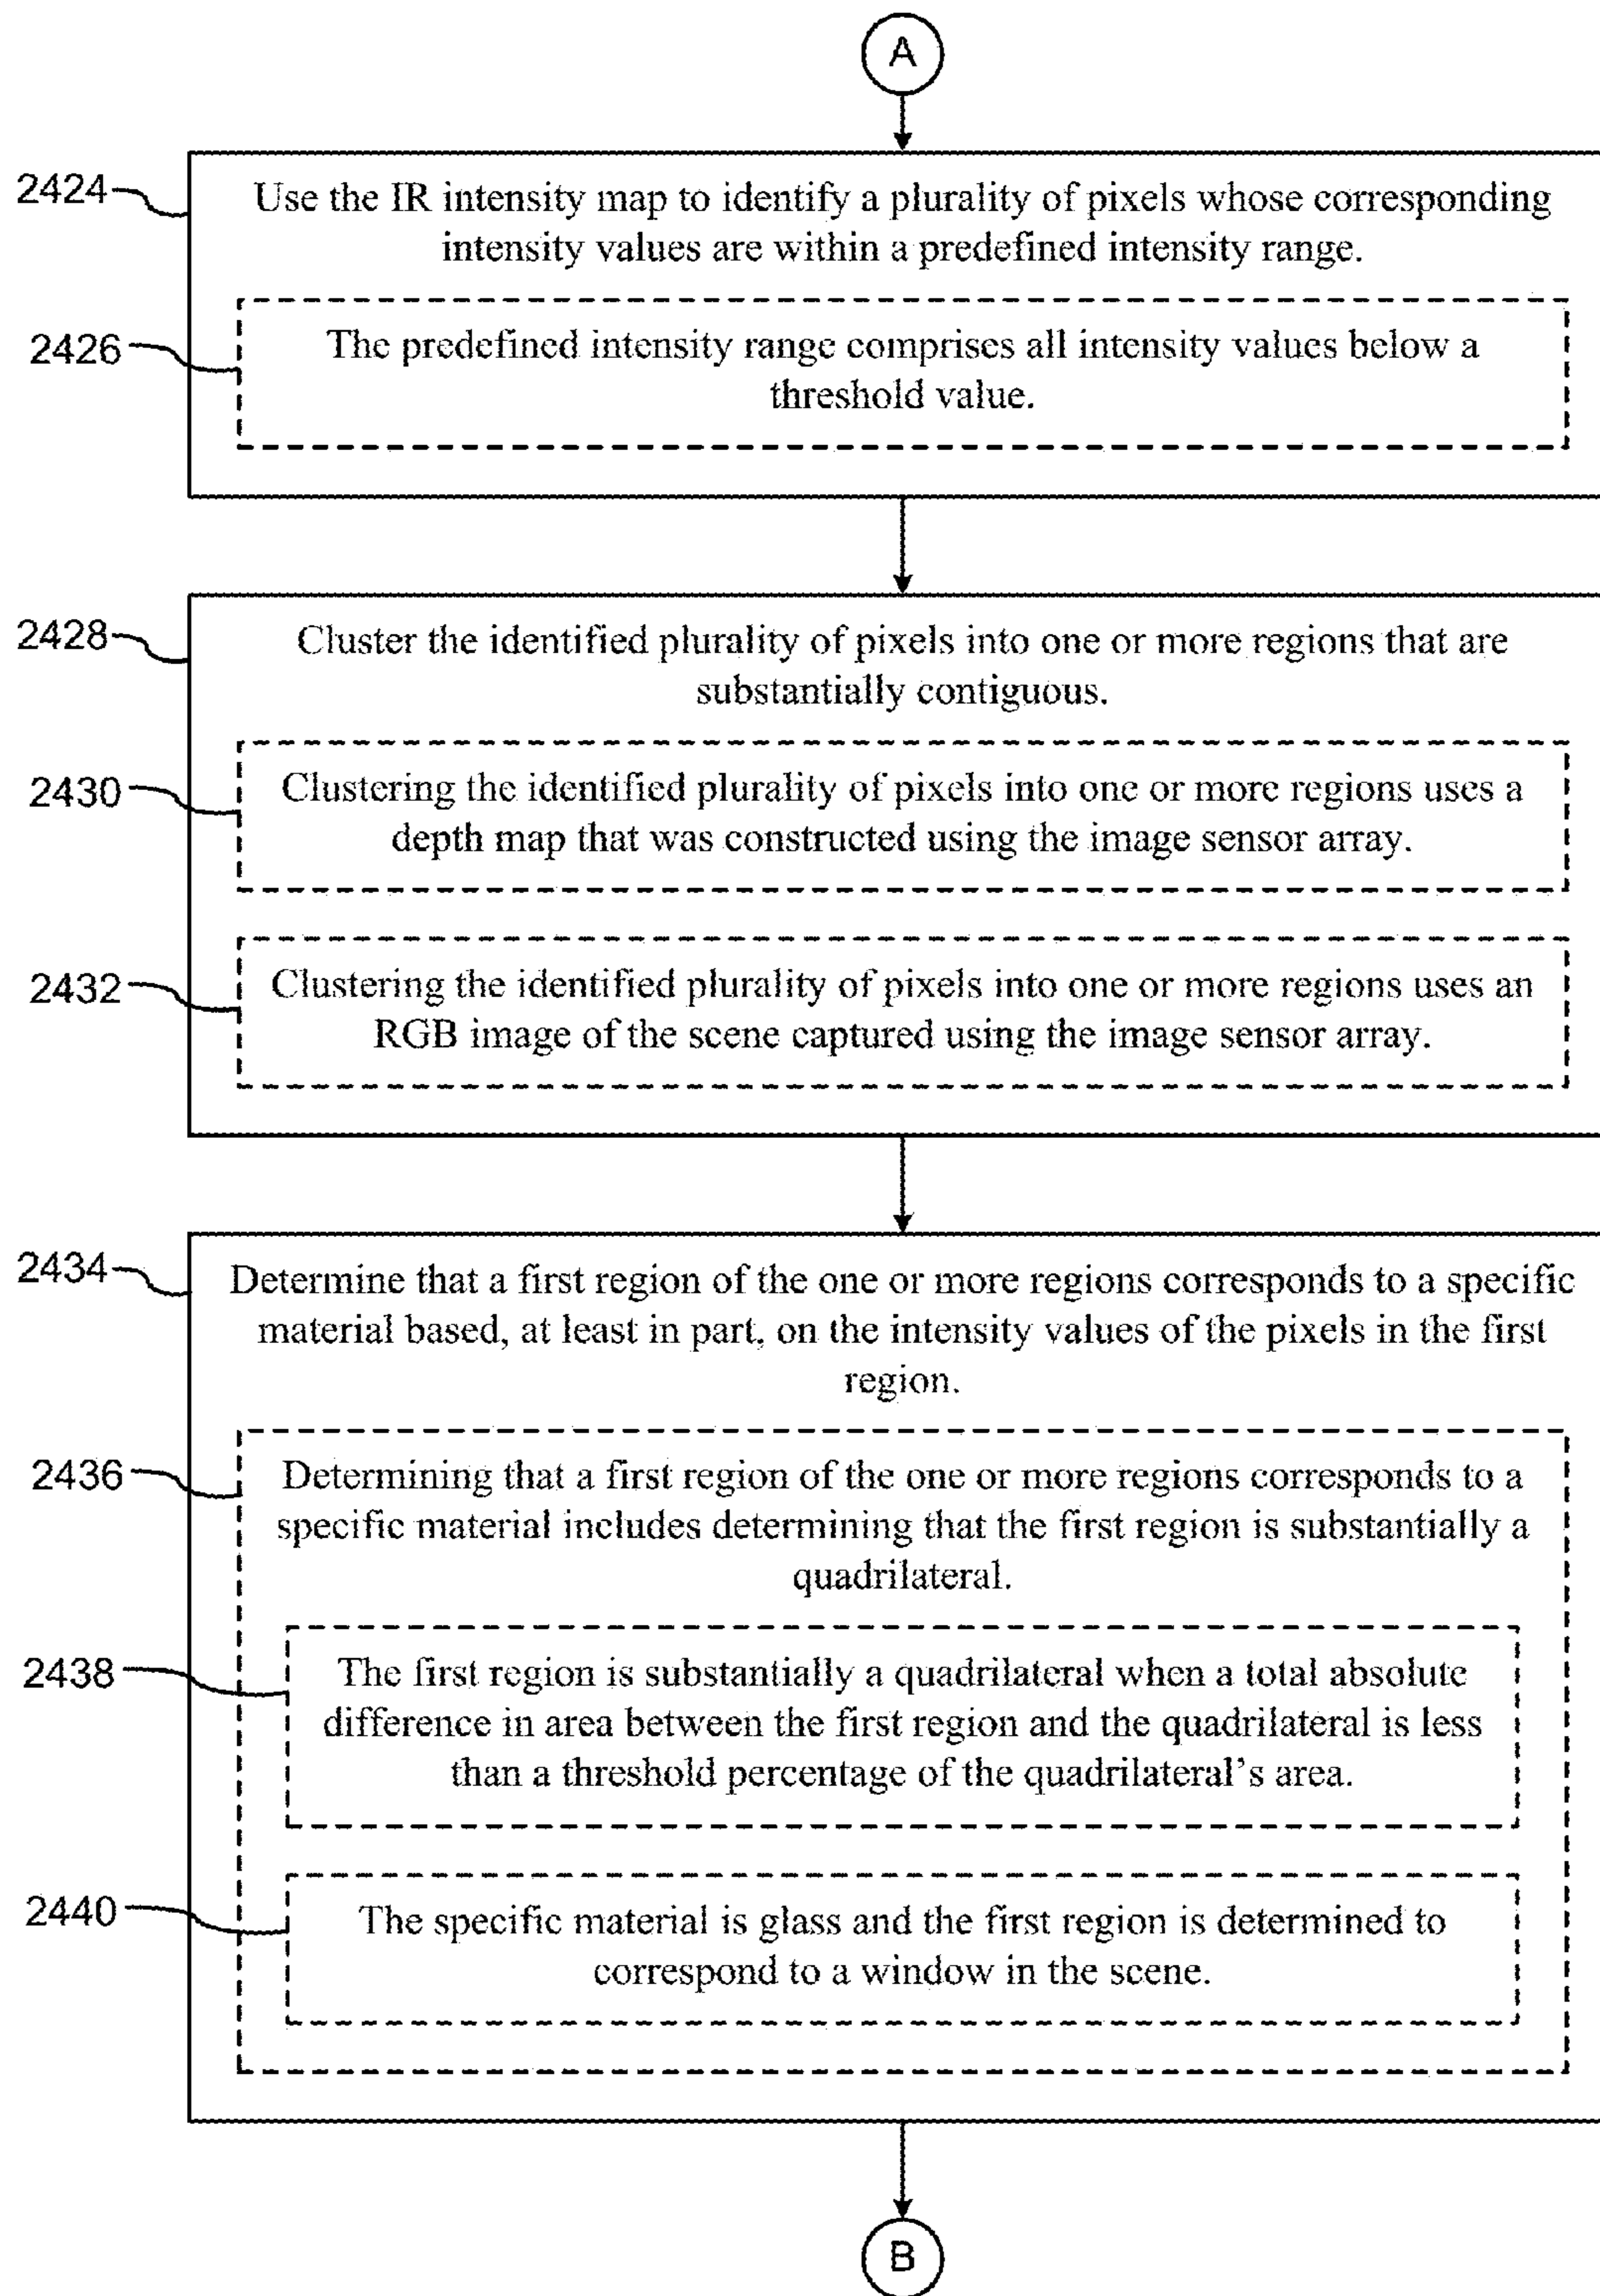 A
2424
Use the IR intensity map to identify a plurality of pixels whose corresponding
intensity values are within a predefined intensity range.
2426
The predefined intensity range comprises all intensity values below a
threshold value.
2428
Cluster the identified plurality of pixels into one or more regions that are
substantially contiguous.
2430
Clustering the identified plurality of pixels into one or more regions uses a
depth map that was constructed using the image sensor array.
2432
Clustering the identified plurality of pixels into one or more regions uses an
RGB image of the scene captured using the image sensor array.
2434
Determine that a first region of the one or more regions corresponds to a specific
material based, at least in part, on the intensity values of the pixels in the first
region.
2436
Determining that a first region of the one or more regions corresponds to a
specific material includes determining that the first region is substantially a
quadrilateral.
2438
The first region is substantially a quadrilateral when a total absolute
difference in area between the first region and the quadrilateral is less
than a threshold percentage of the quadrilateral's area.
2440
The specific material is glass and the first region is determined to
correspond to a window in the scene.
B